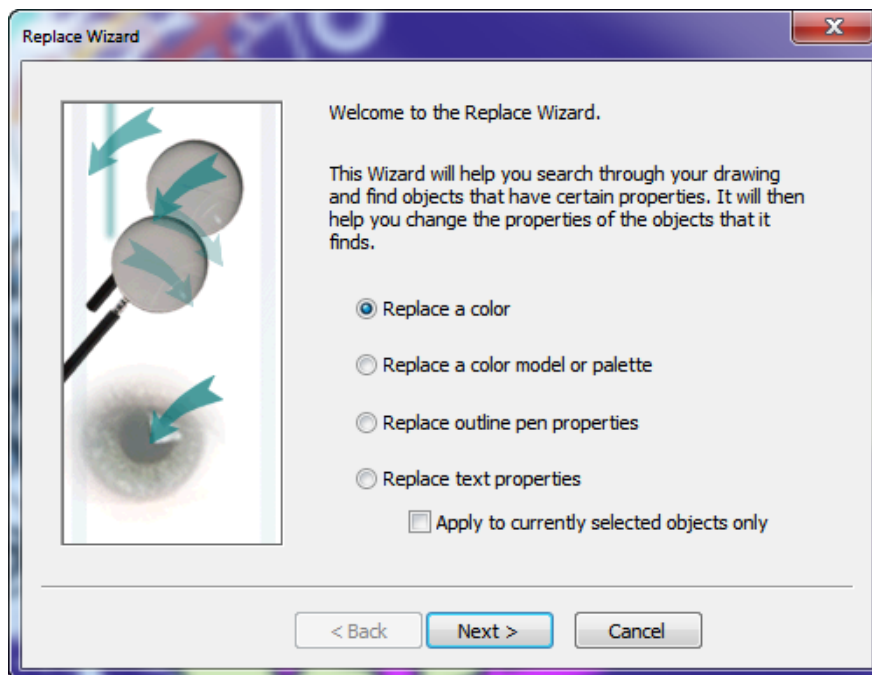 Replace Wizard
Welcome to the Replace Wizard.
This Wizard will help you search through your drawing
and find objects that have certain properties. It will then
help you change the properties of the objects that it
finds.
Replace a color
Replace a color model or palette
Replace outline pen properties
Replace text properties
Apply to currently selected objects only
< Back
Next >
Cancel